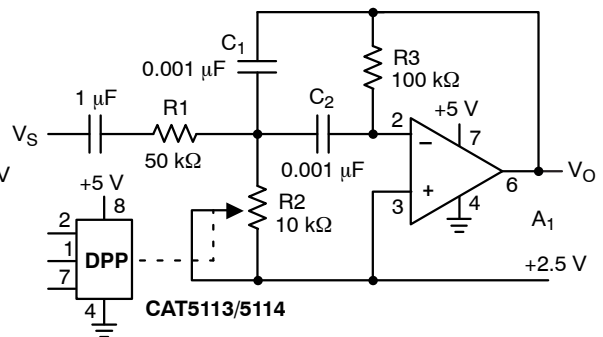 C1
0.001 μF
R3
100 kΩ
1 μF
R1
C2
+5 V
VS
50 kΩ
0.001 μF
2
7
−
+
3
4
6
VO
A1
V
+5 V
8
R2
10 kΩ
2
1
7
DPP
4
CAT5113/5114
+2.5 V